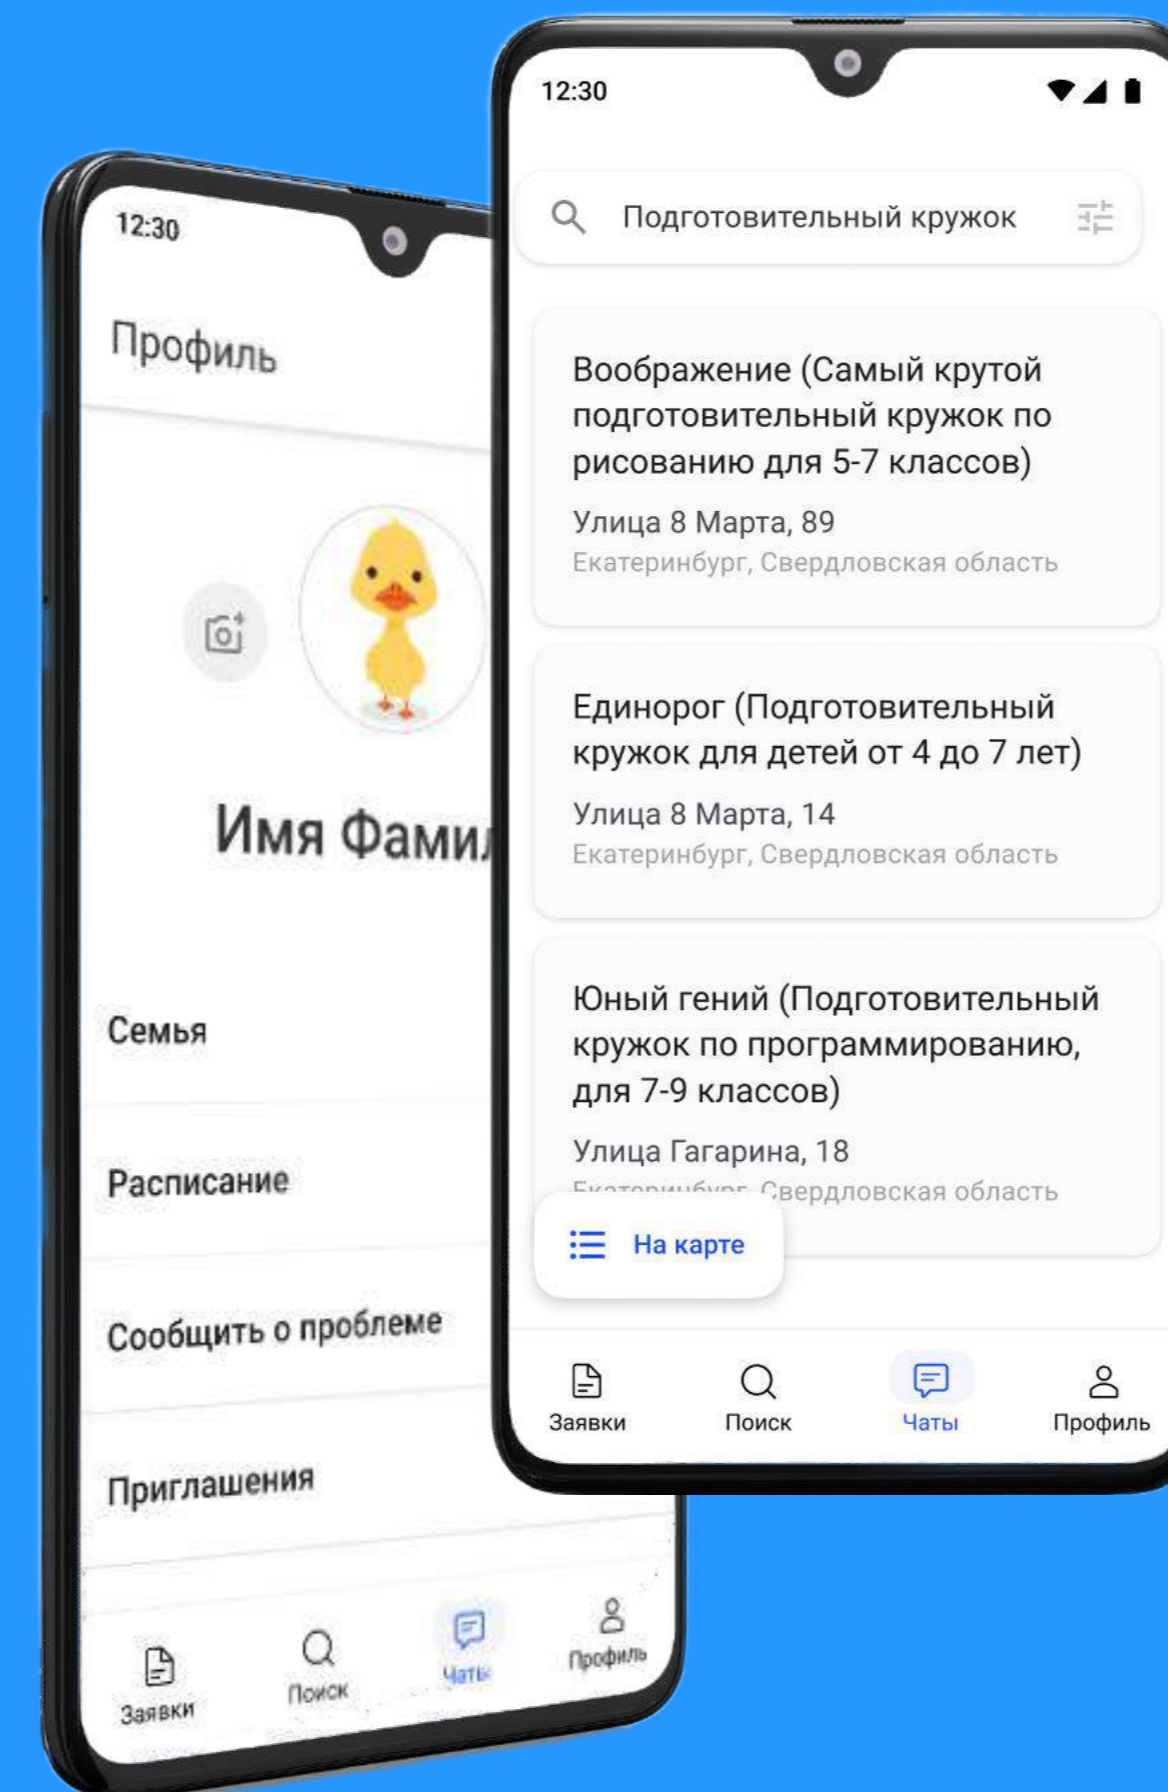 12:30
Профиль
Имя
Семья
Расписание
Сообщить о проблеме
Приглашения
Заявки
Поиск
Чаты
Профиль
12:30
Подготовительный кружок
Воображение (Самый крутой
подготовительный кружок по
рисованию для 5-7 классов)
Улица 8 Марта, 89
Екатеринбург, Свердловская область
Единорог (Подготовительный
кружок для детей от 4 до 7 лет)
Улица 8 Марта, 14
Екатеринбург, Свердловская область
Юный гений (Подготовительный
кружок по программированию,
для 7-9 классов)
Улица Гагарина, 18
Екатеринбург, Свердловская область
На карте
Заявки
Поиск
Чаты
Профиль